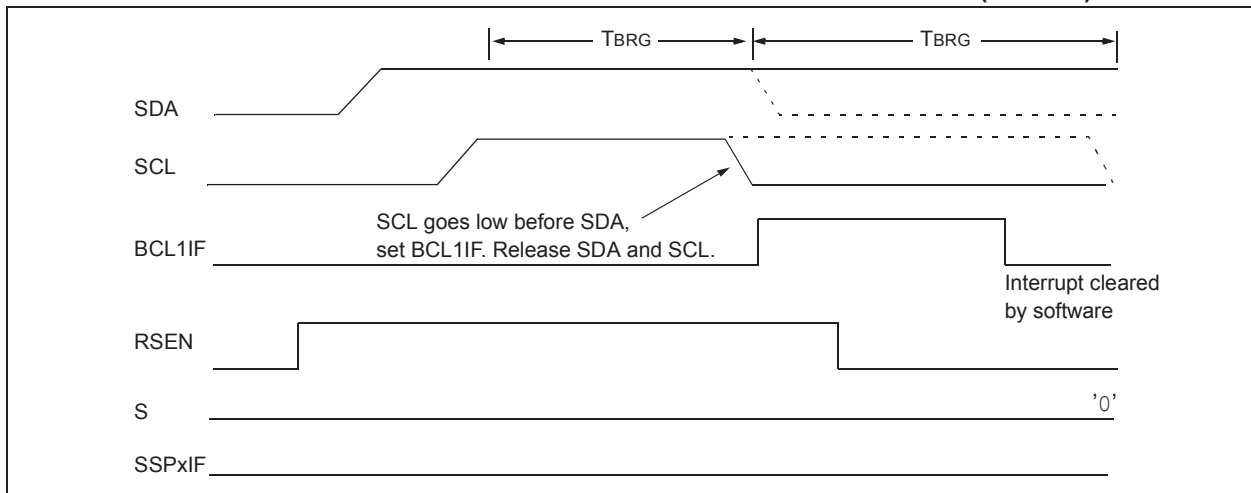 TBRG TBRG
SDA
SCL
SCL goes low before SDA,
set BCL1IF. Release SDA and SCL.
BCL1IF
Interrupt cleared
by software
RSEN
S
'0'
SSPxIF